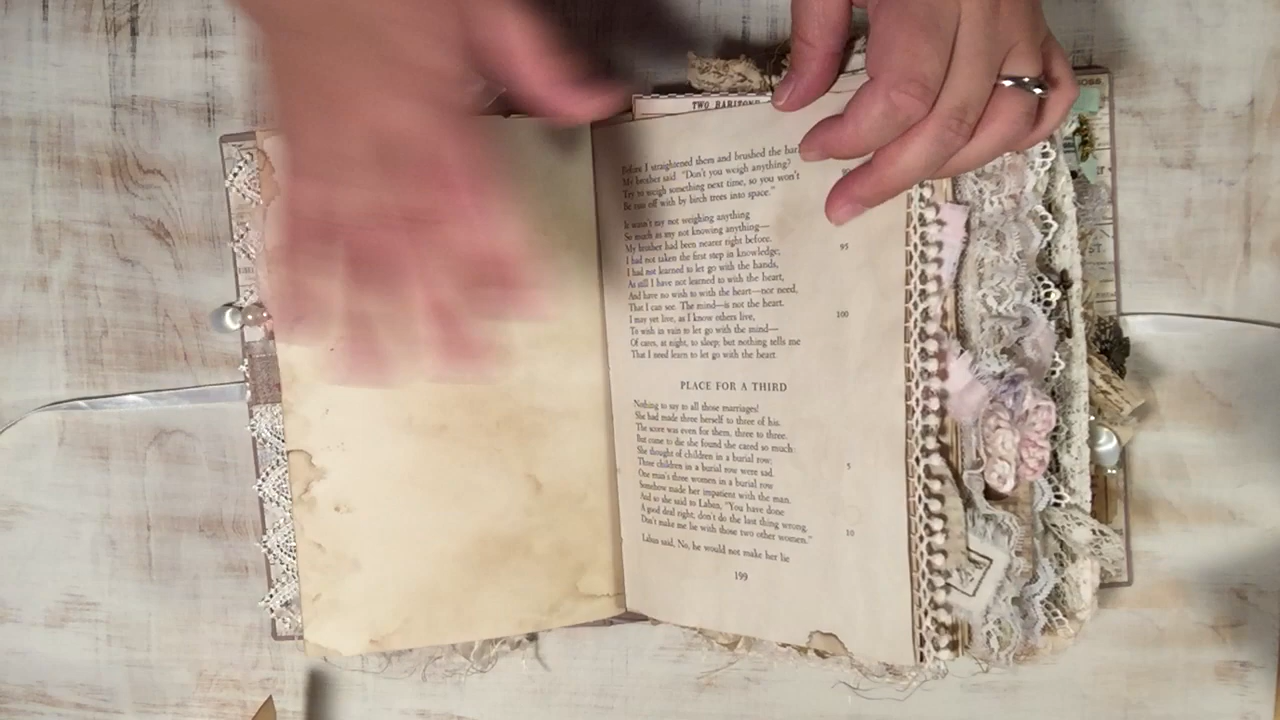 TWO BARITONE
Before I straightened them and brushed the bark
My brother said: "Don't you weigh anything?
Try to weigh something next time, so you won't
Be run off with by birch trees into space."
It wasn't my not weighing anything
So much as my not knowing anything—
My brother had been nearer right before. 95
I had not taken the first step in knowledge;
I had not learned to let go with the hands,
As still I have not learned to with the heart,
And have no wish to with the heart—nor need,
That I can see. The mind—is not the heart.
I may yet live, as I know others live, 100
To wish in vain to let go with the mind—
Of cares, at night, to sleep; but nothing tells me
That I need learn to let go with the heart.
PLACE FOR A THIRD
Nothing to say to all those marriages!
She had made three herself to three of his.
The score was even for them, three to three.
But come to die she found she cared so much:
She thought of children in a burial row;
Three children in a burial row were sad. 5
One man's three women in a burial row
Somehow made her impatient with the man.
And so she said to Laban, "You have done
A good deal right; don't do the last thing wrong.
Don't make me lie with those two other women." 10
Laban said, No, he would not make her lie
199